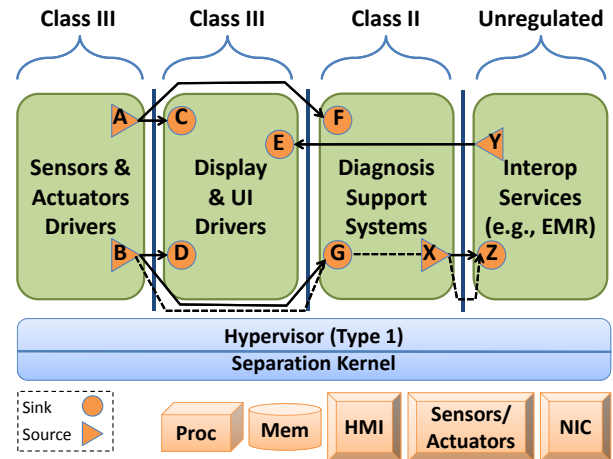 Class III Class III Class II Unregulated
A C F
E Y
Sensors & Display Diagnosis Interop
Actuators & UI Support Services
Drivers Drivers Systems (e.g., EMR)
B D G X Z
Hypervisor (Type 1)
Separation Kernel
Sink
Source
Proc Mem HMI Sensors/ NIC
Actuators